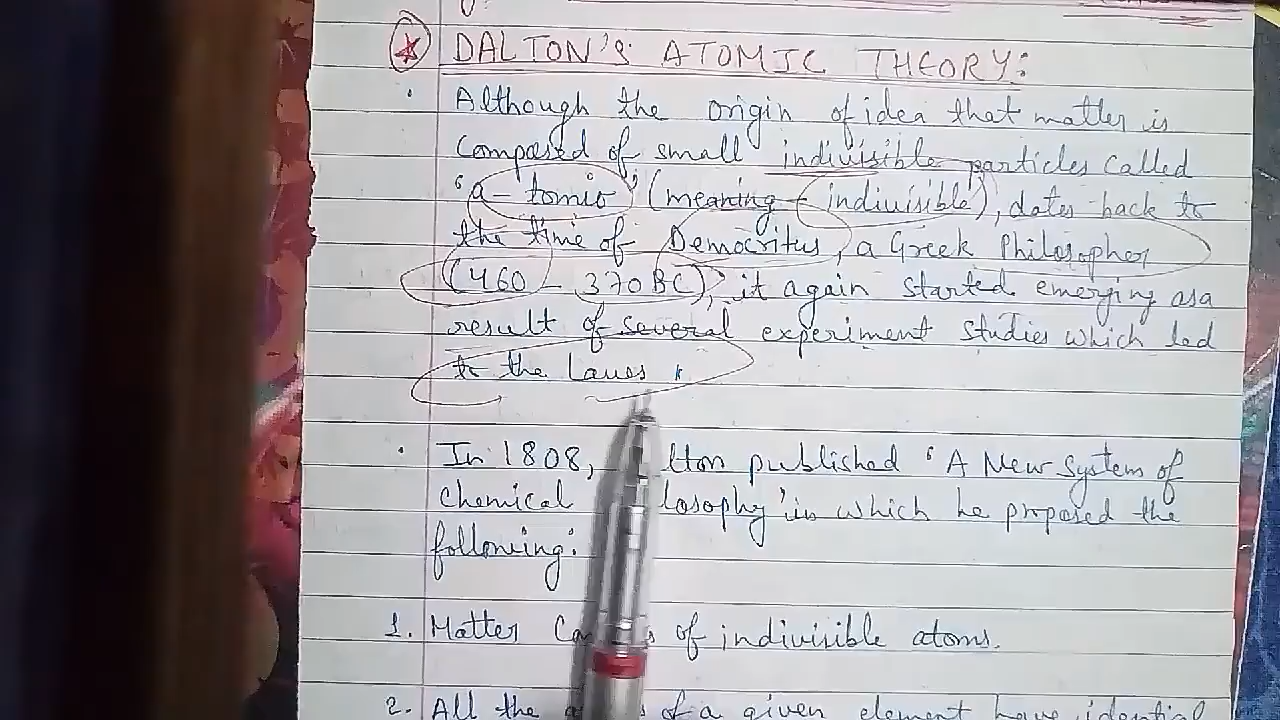 DALTON'S ATOMIC THEORY:
Although the origin of idea that matter is
composed of small indivisible particles called
'a-tomio' (meaning - indivisible), dates back to
the time of Democritus, a Greek Philosopher
(460 - 370 BC), it again started emerging as a
result of several experiment studies which led
to the Laws
In 1808, lton published 'A New System of
Chemical losophy' in which he proposed the
following:
1. Matter of indivisible atoms.
2. All the of a given element have identical